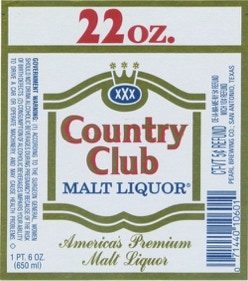 22 oz.
XXX
Country
Club
MALT LIQUOR®
America's Premium
Malt Liquor
1 PT. 6 OZ.
(650 ml)
GOVERNMENT WARNING: (1) ACCORDING TO THE SURGEON GENERAL, WOMEN
SHOULD NOT DRINK ALCOHOLIC BEVERAGES DURING PREGNANCY BECAUSE OF THE RISK
OF BIRTH DEFECTS. (2) CONSUMPTION OF ALCOHOLIC BEVERAGES IMPAIRS YOUR ABILITY
TO DRIVE A CAR OR OPERATE MACHINERY, AND MAY CAUSE HEALTH PROBLEMS.
5¢ REFUND
PEARL BREWING CO., SAN ANTONIO, TEXAS